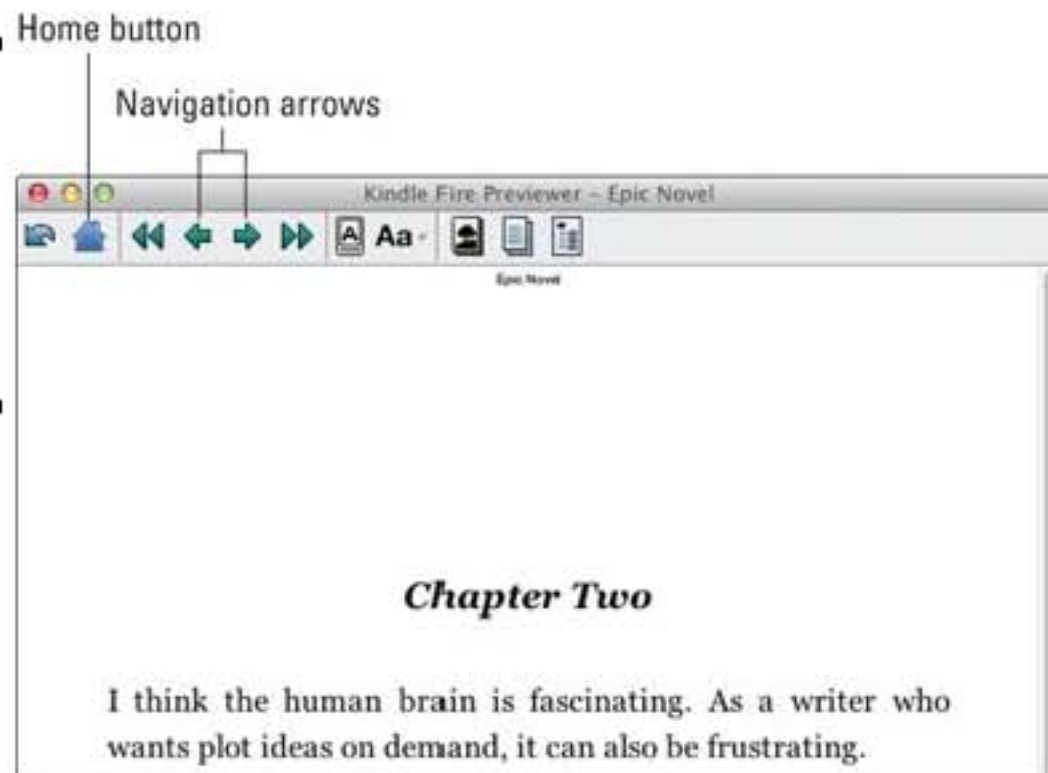 Home button
Navigation arrows
Kindle Fire Previewer – Epic Novel
A Aa
Epic Novel
Chapter Two
I think the human brain is fascinating. As a writer who
wants plot ideas on demand, it can also be frustrating.